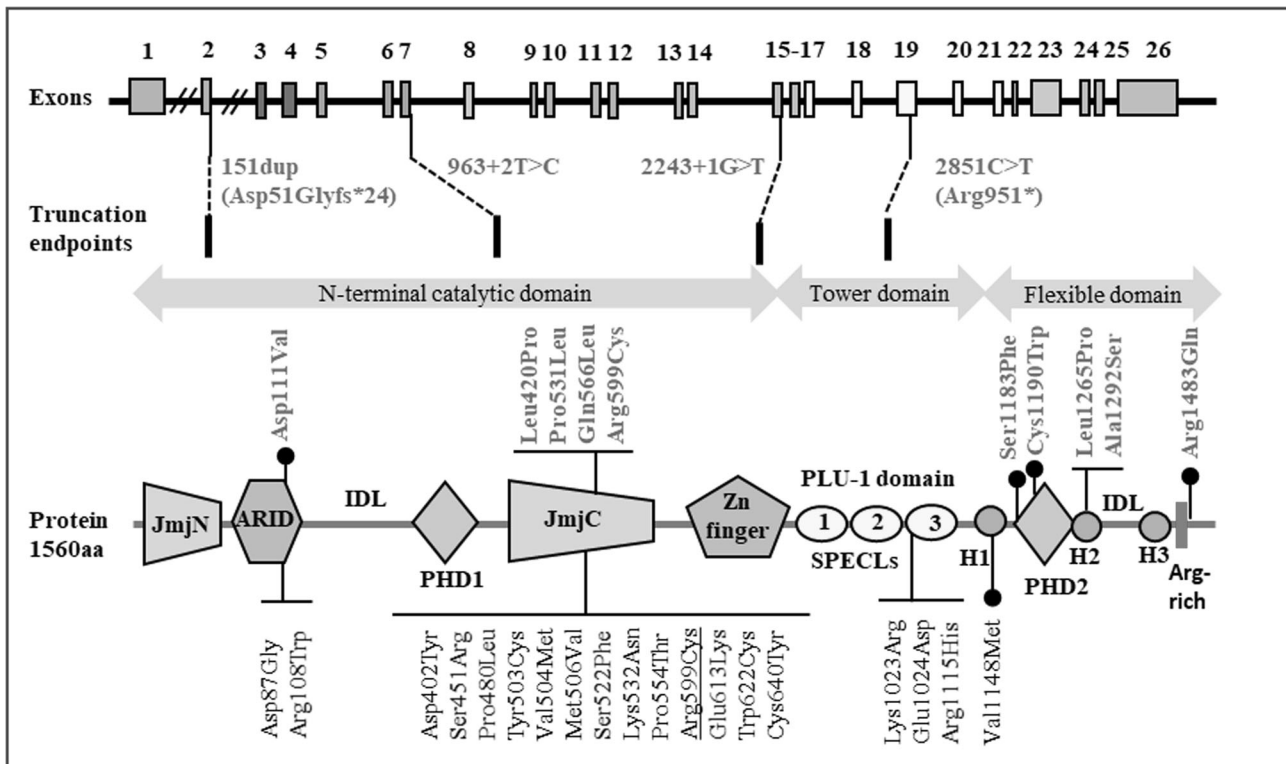 1 2 3 4 5 6 7 8 9 10 11 12 13 14 15-17 18 19 20 21 22 23 24 25 26
Exons
151dup
(Asp51Glyfs*24)
963+2T>C
2243+1G>T
2851C>T
(Arg951*)
Truncation
endpoints
N-terminal catalytic domain
Tower domain
Flexible domain
Asp111Val
Leu420Pro
Pro531Leu
Gln566Leu
Arg599Cys
Ser1183Phe
Cys1190Trp
Leu1265Pro
Ala1292Ser
Arg1483Gln
Protein
1560aa
JmjN
ARID
IDL
PHD1
JmjC
Zn
finger
PLU-1 domain
1 2 3
SPECLs
H1
PHD2
H2
IDL
H3
Arg-
rich
Asp87Gly
Arg108Trp
Asp402Tyr
Ser451Arg
Pro480Leu
Tyr503Cys
Val504Met
Met506Val
Ser522Phe
Lys532Asn
Pro554Thr
Arg599Cys
Glu613Lys
Trp622Cys
Cys640Tyr
Lys1023Arg
Glu1024Asp
Arg1115His
Val1148Met